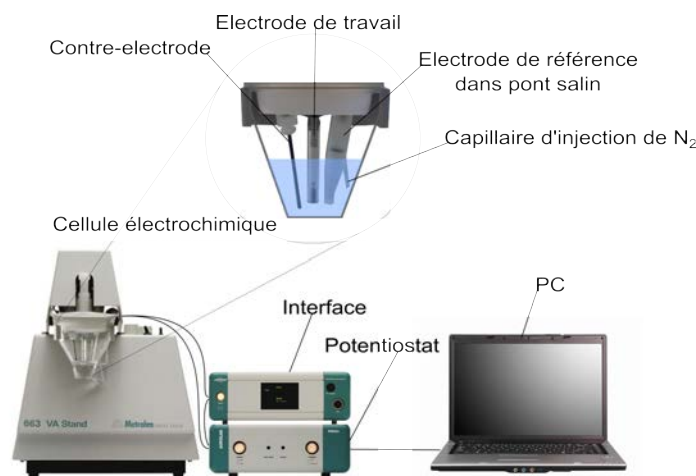 Electrode de travail
Contre-electrode
Electrode de référence
dans pont salin
Capillaire d'injection de N₂
Cellule électrochimique
PC
Interface
Potentiostat
663 VA Stand
Metrohm